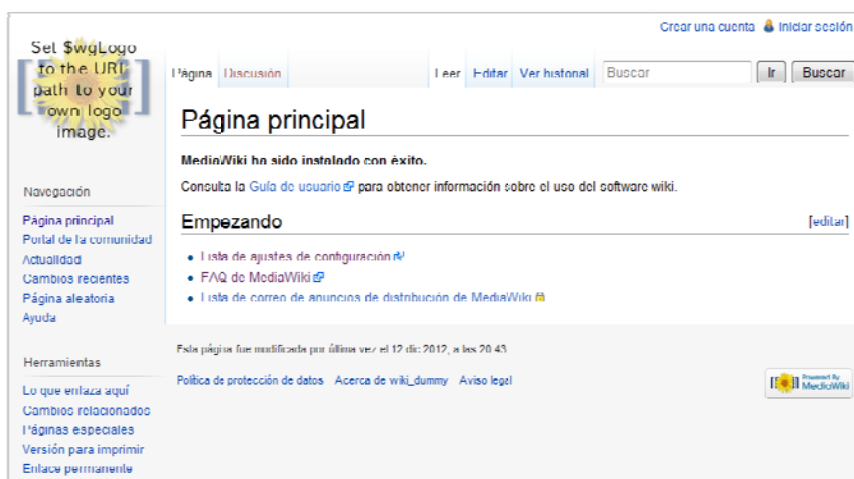 Crear una cuenta Iniciar sesión
Set $wgLogo
to the URL
path to your
own logo
image.
Página Discusión Leer Editar Ver historial Buscar Ir Buscar
Página principal
MediaWiki ha sido instalado con éxito.
Consulta la Guía de usuario para obtener información sobre el uso del software wiki.
Empezando [editar]
Lista de ajustes de configuración
FAQ de MediaWiki
Lista de correo de anuncios de distribución de MediaWiki
Navegación
Página principal
Portal de la comunidad
Actualidad
Cambios recientes
Página aleatoria
Ayuda
Herramientas
Lo que enlaza aquí
Cambios relacionados
Páginas especiales
Versión para imprimir
Enlace permanente
Esta página fue modificada por última vez el 12 dic 2012, a las 20:43
Política de protección de datos Acerca de wiki_dummy Aviso legal
Powered By
MediaWiki